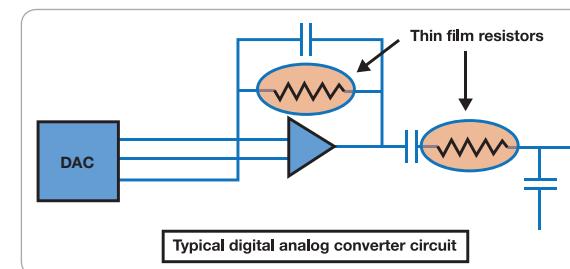 Thin film resistors
DAC
Typical digital analog converter circuit